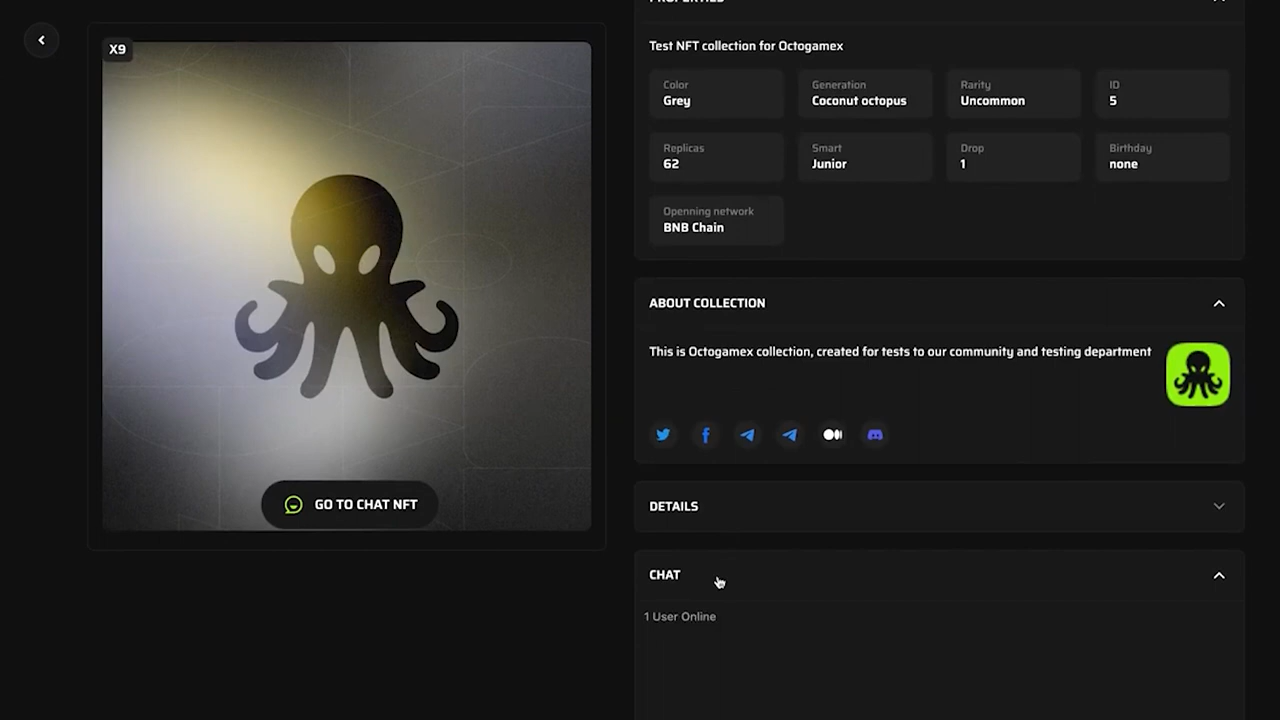 PROPERTIES
X9
Test NFT collection for Octogamex
Color
Grey
Generation
Coconut octopus
Rarity
Uncommon
ID
5
Replicas
62
Smart
Junior
Drop
1
Birthday
none
Openning network
BNB Chain
ABOUT COLLECTION
This is Octogamex collection, created for tests to our community and testing department
GO TO CHAT NFT
DETAILS
CHAT
1 User Online